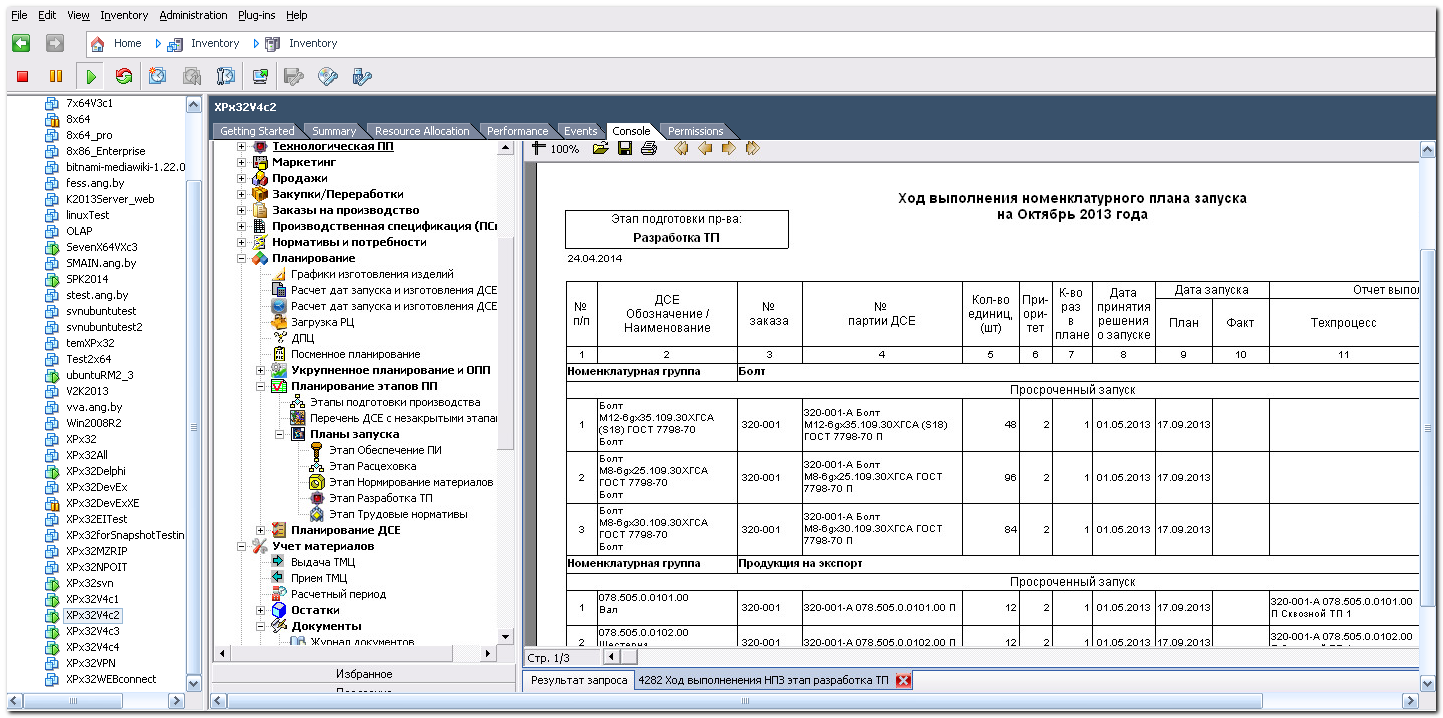 File Edit View Inventory Administration Plug-ins Help
Home Inventory Inventory
7x64V3c1
8x64
8x64_pro
8x86_Enterprise
bitnami-mediawiki-1.22.0
fess.ang.by
K2013Server_web
linuxTest
OLAP
SevenX64VXc3
SMAIN.ang.by
SPK2014
stest.ang.by
svnubuntutest
svnubuntutest2
temXPx32
Test2x64
ubuntuRM2_3
V2K2013
vva.ang.by
Win2008R2
XPx32
XPx32All
XPx32Delphi
XPx32DevEx
XPx32DevExXE
XPx32EITest
XPx32forSnapshotTestin
XPx32MZRIP
XPx32NPOIT
XPx32svn
XPx32V4c1
XPx32V4c2
XPx32V4c3
XPx32V4c4
XPx32VPN
XPx32WEBconnect
XPx32V4c2
Getting Started Summary Resource Allocation Performance Events Console Permissions
Технологическая ПП
Маркетинг
Продажи
Закупки/Переработки
Заказы на производство
Производственная спецификация (ПС
Нормативы и потребности
Планирование
Графики изготовления изделий
Расчет дат запуска и изготовления ДСЕ
Расчет дат запуска и изготовления ДСЕ
Загрузка РЦ
ДПЦ
Посменное планирование
Укрупненное планирование и ОПП
Планирование этапов ПП
Этапы подготовки производства
Перечень ДСЕ с незакрытыми этапа
Планы запуска
Этап Обеспечение ПИ
Этап Расцеховка
Этап Нормирование материалов
Этап Разработка ТП
Этап Трудовые нормативы
Планирование ДСЕ
Учет материалов
Выдача ТМЦ
Прием ТМЦ
Расчетный период
Остатки
Документы
Журнал документов
Избранное
100%
Ход выполнения номенклатурного плана запуска
на Октябрь 2013 года
Этап подготовки пр-ва:
Разработка ТП
24.04.2014
№ п/п ДСЕ Обозначение / Наименование № заказа № партии ДСЕ Кол-во единиц, (шт) При-ори-тет К-во раз в плане Дата принятия решения о запуске Дата запуска План Факт Отчет выпол Техпроцесс
1 2 3 4 5 6 7 8 9 10 11
Номенклатурная группа Болт
Просроченный запуск
1 Болт М12-6gх35.109.30ХГСА (S18) ГОСТ 7798-70 Болт 320-001 320-001-А Болт М12-6gх35.109.30ХГСА (S18) ГОСТ 7798-70 П 48 2 1 01.05.2013 17.09.2013
2 Болт М8-6gх25.109.30ХГСА ГОСТ 7798-70 Болт 320-001 320-001-А Болт М8-6gх25.109.30ХГСА ГОСТ 7798-70 П 96 2 1 01.05.2013 17.09.2013
3 Болт М8-6gх30.109.30ХГСА ГОСТ 7798-70 Болт 320-001 320-001-А Болт М8-6gх30.109.30ХГСА ГОСТ 7798-70 П 84 2 1 01.05.2013 17.09.2013
Номенклатурная группа Продукция на экспорт
Просроченный запуск
1 078.505.0.0101.00 Вал 320-001 320-001-А 078.505.0.0101.00 П 12 2 1 01.05.2013 17.09.2013 320-001-А 078.505.0.0101.00 П Сквозной ТП 1
2 078.505.0.0102.00 Шестерня 320-001 320-001-А 078.505.0.0102.00 П 12 2 1 01.05.2013 17.09.2013 320-001-А 078.505.0.0102.00
Стр. 1/3
Результат запроса 4282 Ход выполненения НПЗ этап разработка ТП